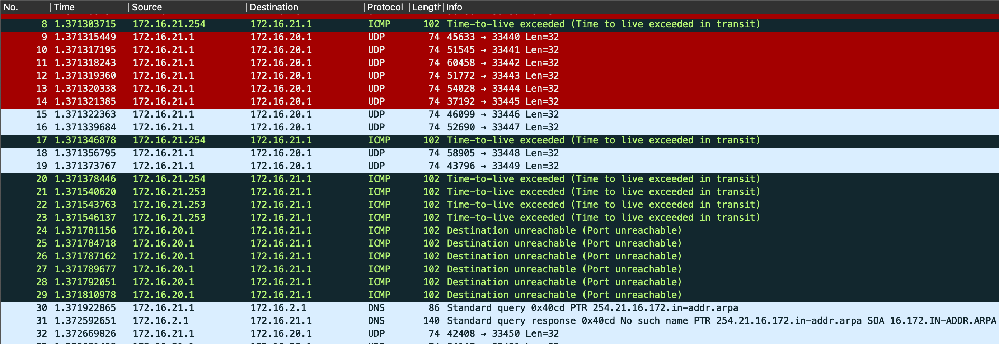 No. Time Source Destination Protocol Length Info
8 1.371303715 172.16.21.254 172.16.21.1 ICMP 102 Time-to-live exceeded (Time to live exceeded in transit)
9 1.371315449 172.16.21.1 172.16.20.1 UDP 74 45633 → 33440 Len=32
10 1.371317195 172.16.21.1 172.16.20.1 UDP 74 51545 → 33441 Len=32
11 1.371318243 172.16.21.1 172.16.20.1 UDP 74 60458 → 33442 Len=32
12 1.371319360 172.16.21.1 172.16.20.1 UDP 74 51772 → 33443 Len=32
13 1.371320338 172.16.21.1 172.16.20.1 UDP 74 54028 → 33444 Len=32
14 1.371321385 172.16.21.1 172.16.20.1 UDP 74 37192 → 33445 Len=32
15 1.371322363 172.16.21.1 172.16.20.1 UDP 74 46099 → 33446 Len=32
16 1.371339684 172.16.21.1 172.16.20.1 UDP 74 52690 → 33447 Len=32
17 1.371346878 172.16.21.254 172.16.21.1 ICMP 102 Time-to-live exceeded (Time to live exceeded in transit)
18 1.371356795 172.16.21.1 172.16.20.1 UDP 74 58905 → 33448 Len=32
19 1.371373767 172.16.21.1 172.16.20.1 UDP 74 43796 → 33449 Len=32
20 1.371378446 172.16.21.254 172.16.21.1 ICMP 102 Time-to-live exceeded (Time to live exceeded in transit)
21 1.371540620 172.16.21.253 172.16.21.1 ICMP 102 Time-to-live exceeded (Time to live exceeded in transit)
22 1.371543763 172.16.21.253 172.16.21.1 ICMP 102 Time-to-live exceeded (Time to live exceeded in transit)
23 1.371546137 172.16.21.253 172.16.21.1 ICMP 102 Time-to-live exceeded (Time to live exceeded in transit)
24 1.371781156 172.16.20.1 172.16.21.1 ICMP 102 Destination unreachable (Port unreachable)
25 1.371784718 172.16.20.1 172.16.21.1 ICMP 102 Destination unreachable (Port unreachable)
26 1.371787162 172.16.20.1 172.16.21.1 ICMP 102 Destination unreachable (Port unreachable)
27 1.371789677 172.16.20.1 172.16.21.1 ICMP 102 Destination unreachable (Port unreachable)
28 1.371792051 172.16.20.1 172.16.21.1 ICMP 102 Destination unreachable (Port unreachable)
29 1.371810978 172.16.20.1 172.16.21.1 ICMP 102 Destination unreachable (Port unreachable)
30 1.371922865 172.16.21.1 172.16.2.1 DNS 86 Standard query 0x40cd PTR 254.21.16.172.in-addr.arpa
31 1.372592651 172.16.2.1 172.16.21.1 DNS 140 Standard query response 0x40cd No such name PTR 254.21.16.172.in-addr.arpa SOA 16.172.IN-ADDR.ARPA
32 1.372669826 172.16.21.1 172.16.20.1 UDP 74 42408 → 33450 Len=32